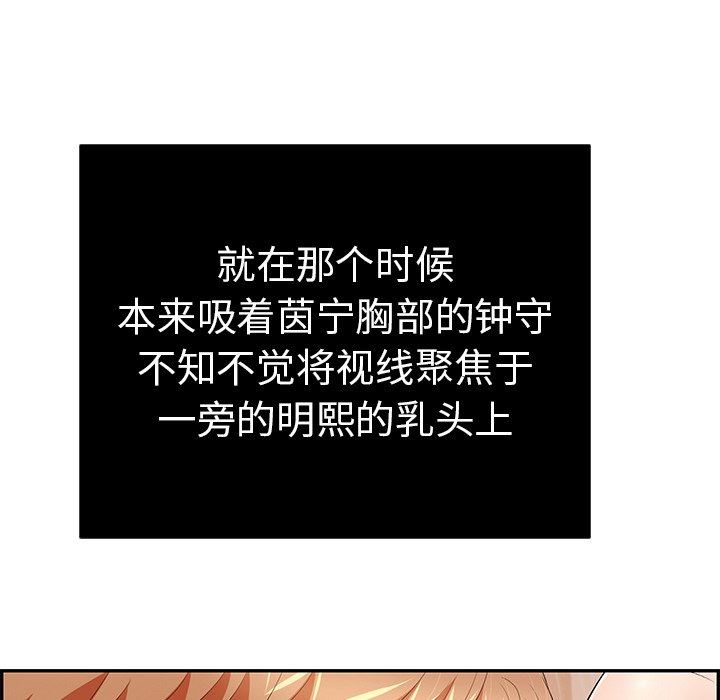 就在那个时候
本来吸着茵宁胸部的钟守
不知不觉将视线聚焦于
一旁的明熙的乳头上